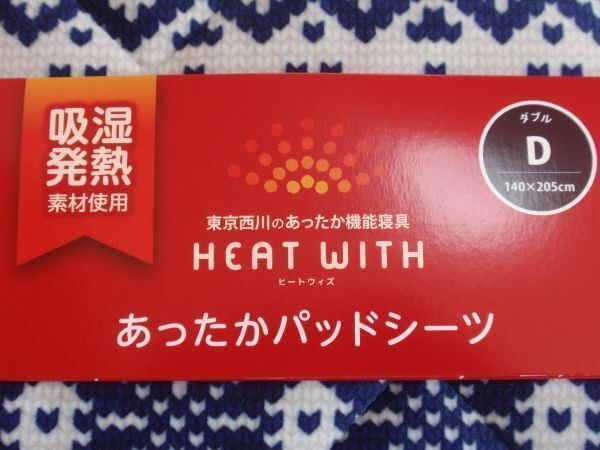 吸湿
発熱
素材使用
ダブル
D
140×205cm
東京西川のあったか機能寝具
HEAT WITH
ヒートウィズ
あったかパッドシーツ